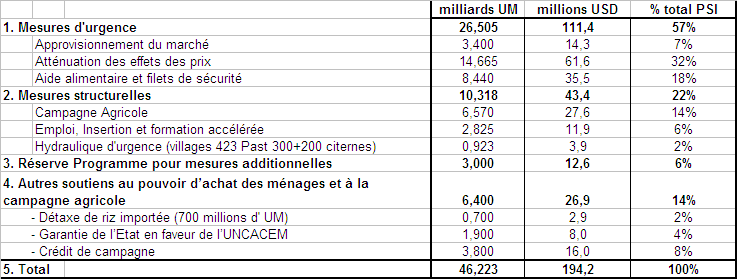 milliards UM millions USD % total PSI
1. Mesures d'urgence 26,505 111,4 57%
Approvisionnement du marché 3,400 14,3 7%
Atténuation des effets des prix 14,665 61,6 32%
Aide alimentaire et filets de sécurité 8,440 35,5 18%
2. Mesures structurelles 10,318 43,4 22%
Campagne Agricole 6,570 27,6 14%
Emploi, Insertion et formation accélérée 2,825 11,9 6%
Hydraulique d'urgence (villages 423 Past 300+200 citernes) 0,923 3,9 2%
3. Réserve Programme pour mesures additionnelles 3,000 12,6 6%
4. Autres soutiens au pouvoir d'achat des ménages et à la
campagne agricole 6,400 26,9 14%
- Détaxe de riz importée (700 millions d' UM) 0,700 2,9 2%
- Garantie de l'Etat en faveur de l'UNCACEM 1,900 8,0 4%
- Crédit de campagne 3,800 16,0 8%
5. Total 46,223 194,2 100%